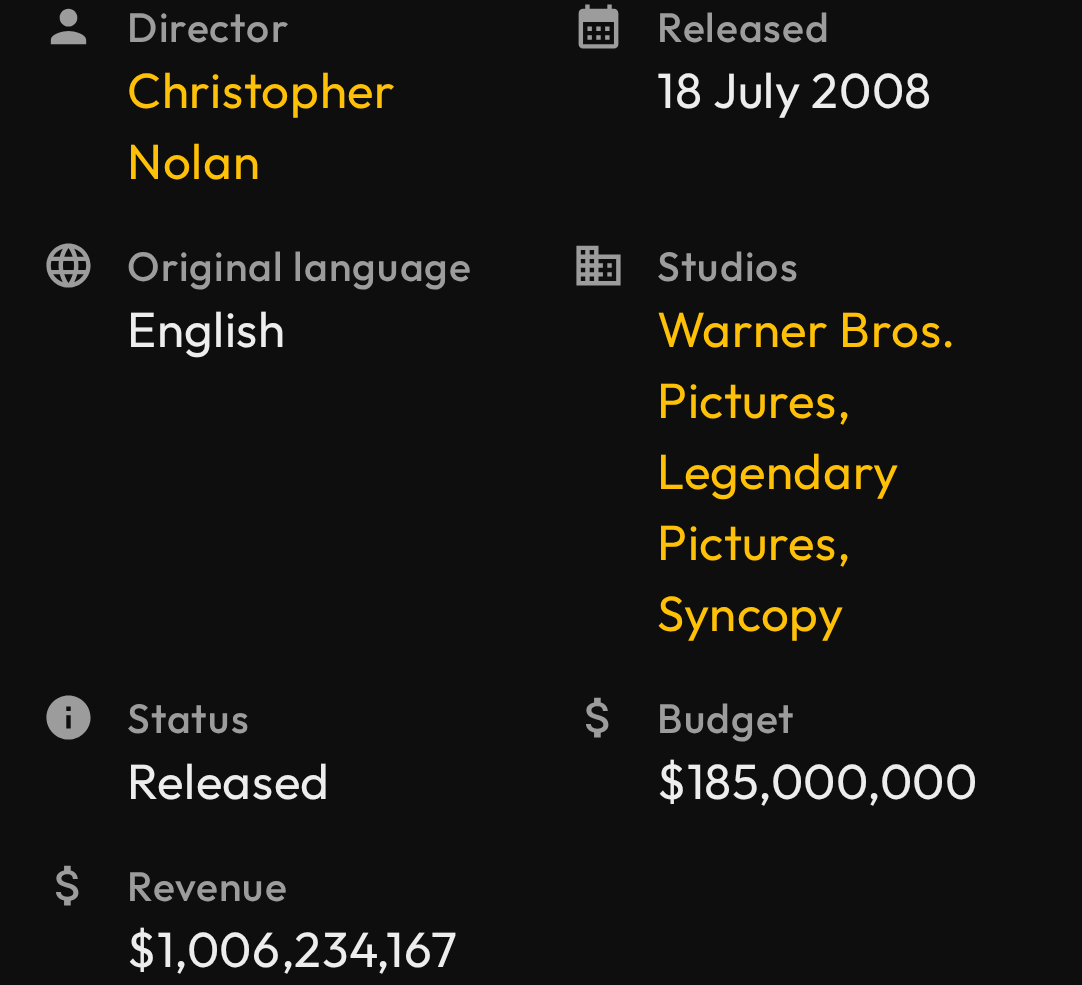 Director
Christopher
Nolan
Released
18 July 2008
Original language
English
Studios
Warner Bros.
Pictures,
Legendary
Pictures,
Syncopy
Status
Released
Budget
$185,000,000
Revenue
$1,006,234,167